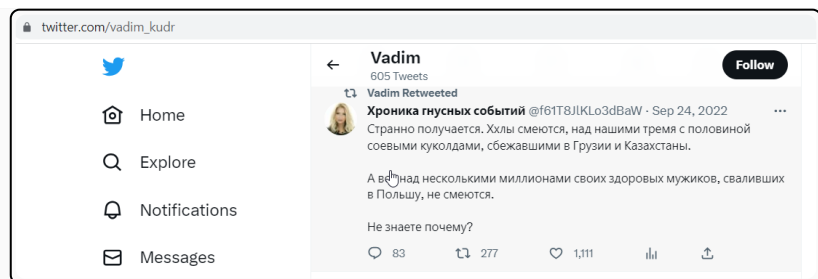 twitter.com/vadim_kudr
Vadim
605 Tweets
Follow
Vadim Retweeted
Хроника гнусных событий @f61T8JlKLo3dBaW · Sep 24, 2022
Странно получается. Ххлы смеются, над нашими тремя с половиной
соевыми куколдами, сбежавшими в Грузии и Казахстаны.
А над несколькими миллионами своих здоровых мужиков, сваливших
в Польшу, не смеются.
Не знаете почему?
83 277 1,111
Home
Explore
Notifications
Messages